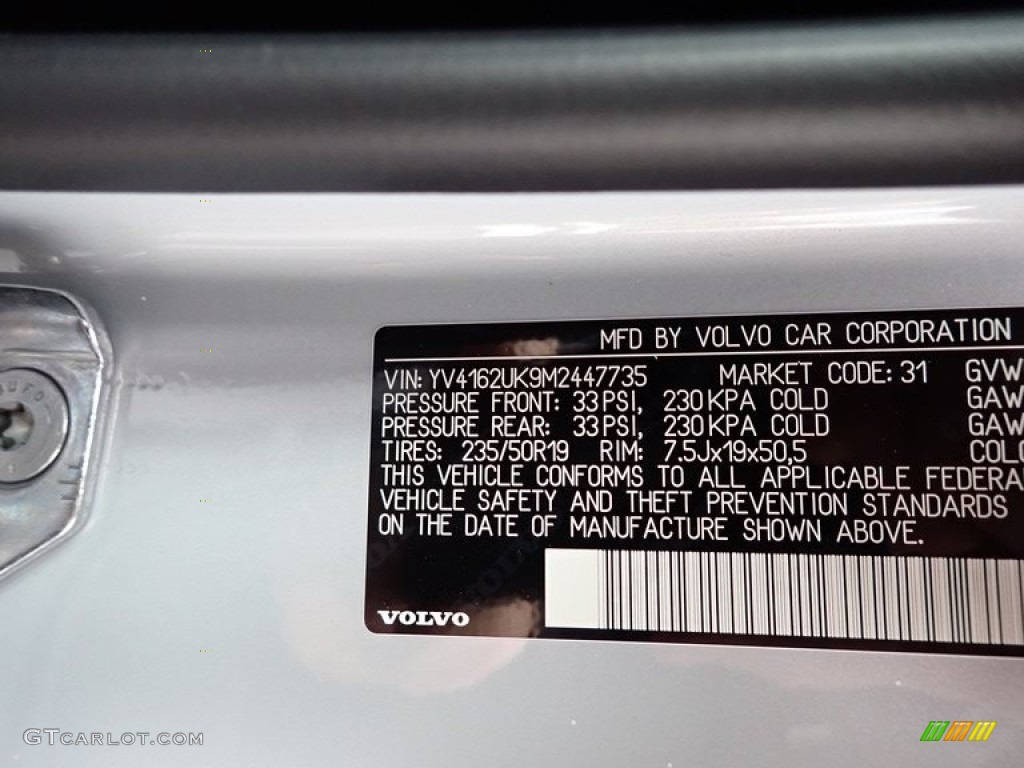 MFD BY VOLVO CAR CORPORATION
VIN: YV4162UK9M2447735 MARKET CODE: 31 GVW
PRESSURE FRONT: 33 PSI, 230 KPA COLD GAW
PRESSURE REAR: 33 PSI, 230 KPA COLD GAW
TIRES: 235/50R19 RIM: 7.5Jx19x50,5 COLO
THIS VEHICLE CONFORMS TO ALL APPLICABLE FEDERA
VEHICLE SAFETY AND THEFT PREVENTION STANDARDS
ON THE DATE OF MANUFACTURE SHOWN ABOVE.
VOLVO
GTCARLOT.COM